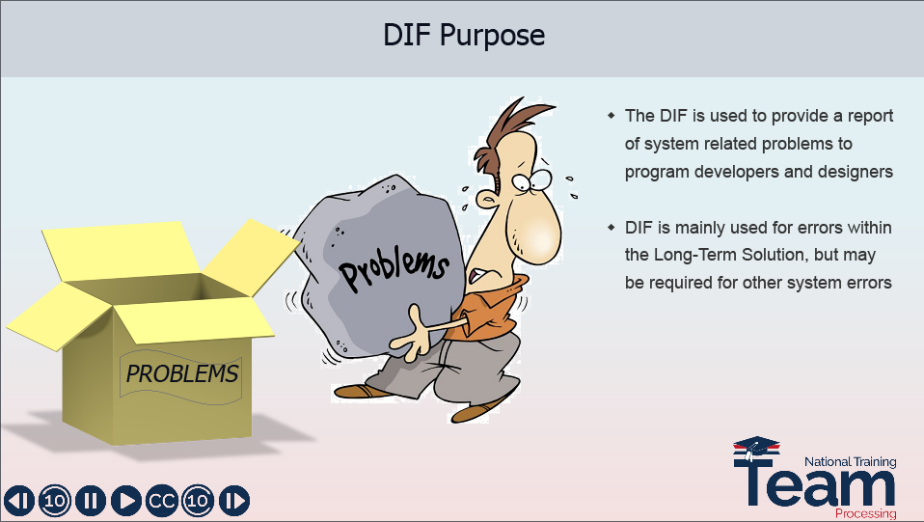 DIF Purpose
◆ The DIF is used to provide a report
of system related problems to
program developers and designers
◆ DIF is mainly used for errors within
the Long-Term Solution, but may
be required for other system errors
Problems
PROBLEMS
10
CC
10
National Training
Team
Processing